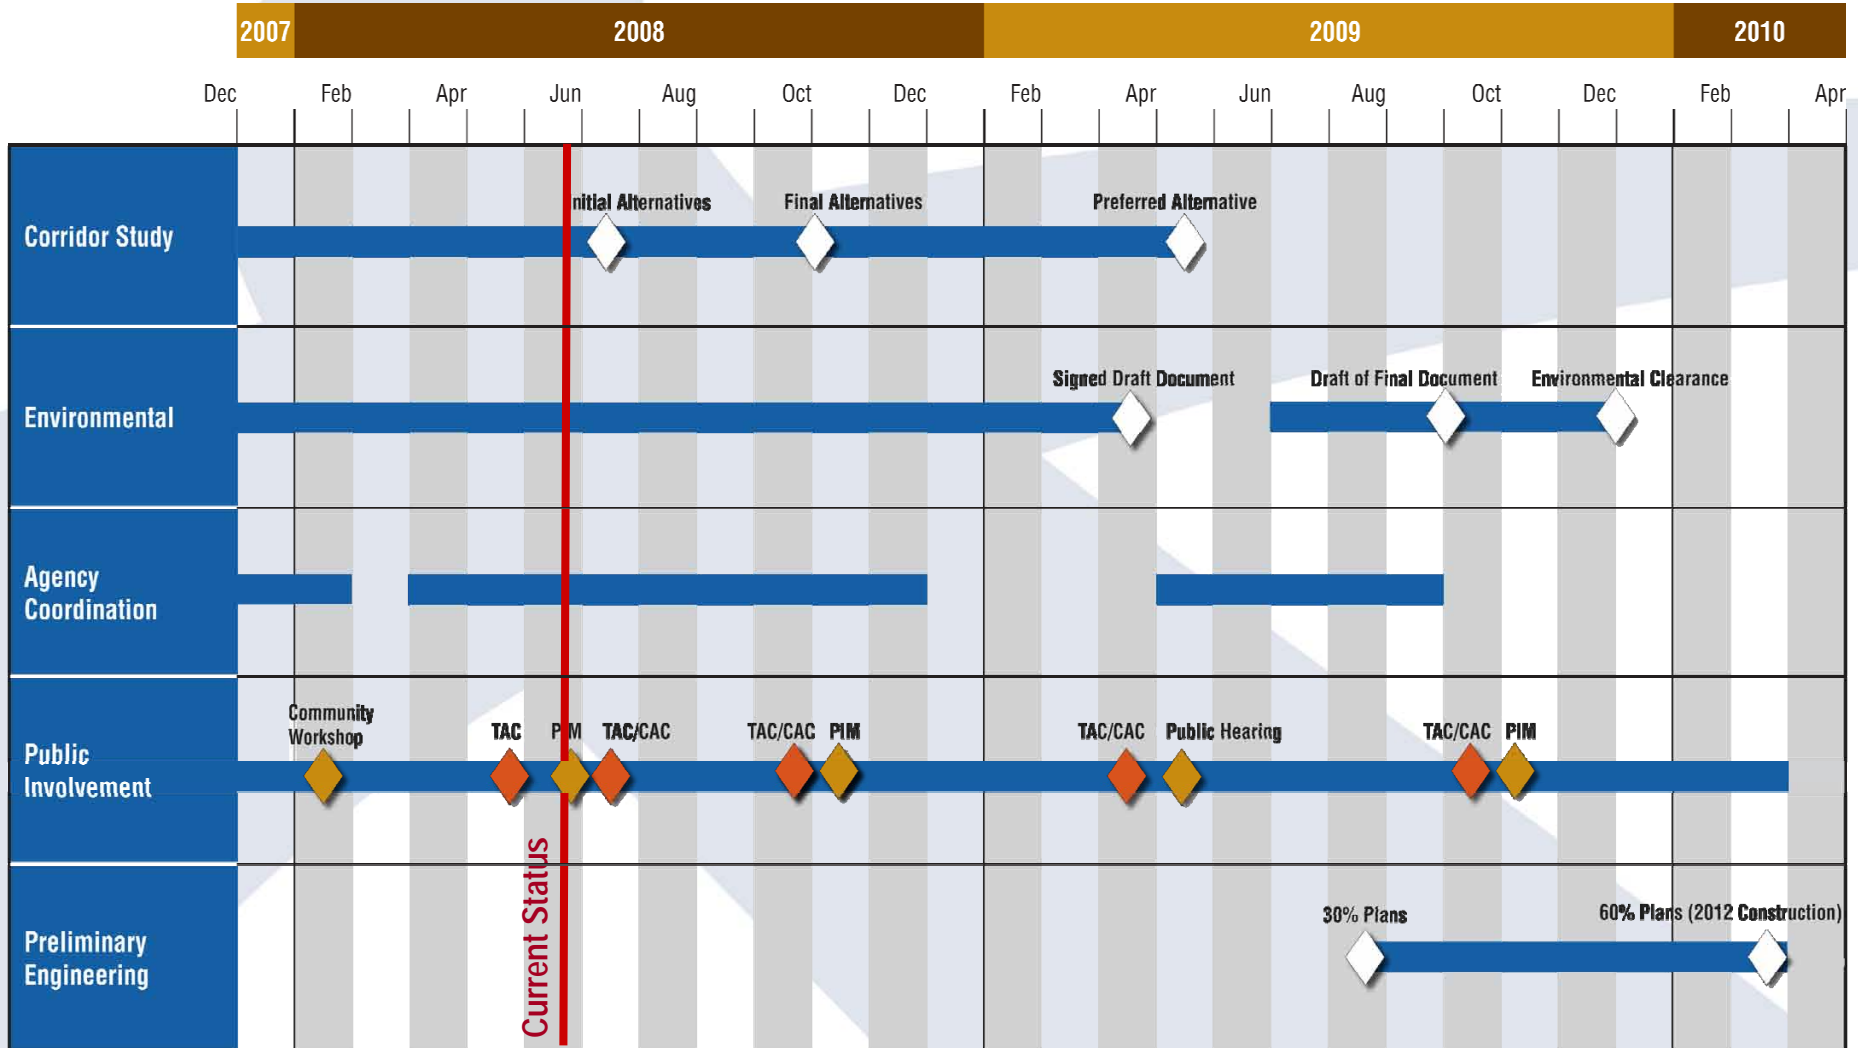 2007 2008 2009 2010
Dec Feb Apr Jun Aug Oct Dec Feb Apr Jun Aug Oct Dec Feb Apr
Corridor Study
Initial Alternatives
Final Alternatives
Preferred Alternative
Environmental
Signed Draft Document
Draft of Final Document
Environmental Clearance
Agency
Coordination
Public
Involvement
Community
Workshop
TAC
PIM
TAC/CAC
TAC/CAC
PIM
TAC/CAC
Public Hearing
TAC/CAC
PIM
Current Status
Preliminary
Engineering
30% Plans
60% Plans (2012 Construction)